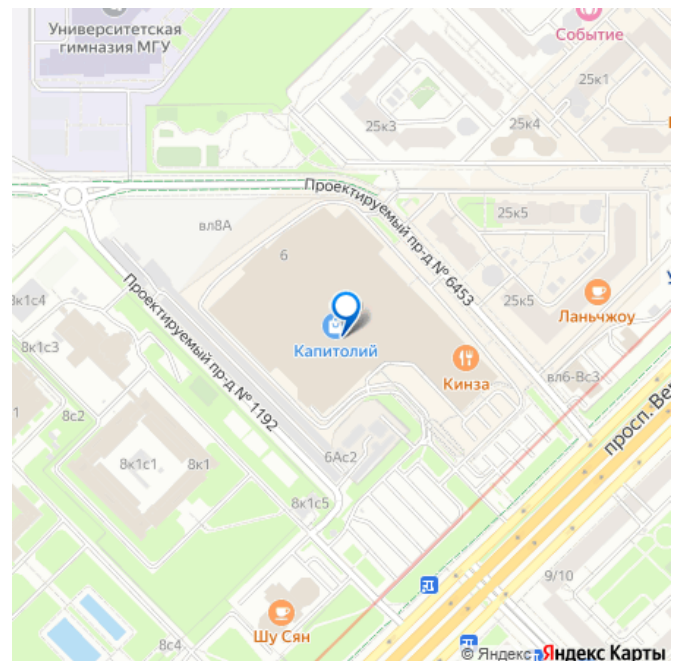 Университетская
гимназия МГУ
Событие
25к1
25к3
25к4
Проектируемый пр-д № 6453
25к5
вл8А
6
25к5
Ланьчжоу
8к1с4
Проектируемый пр-д № 1192
Капитолий
8к1с3
Кинза
вл6-Вс3
8с2
просп. Вер
8к1с1
8к1
6Ас2
8к1с5
9/10
Шу Сян
8с4
© Яндекс Яндекс Карты